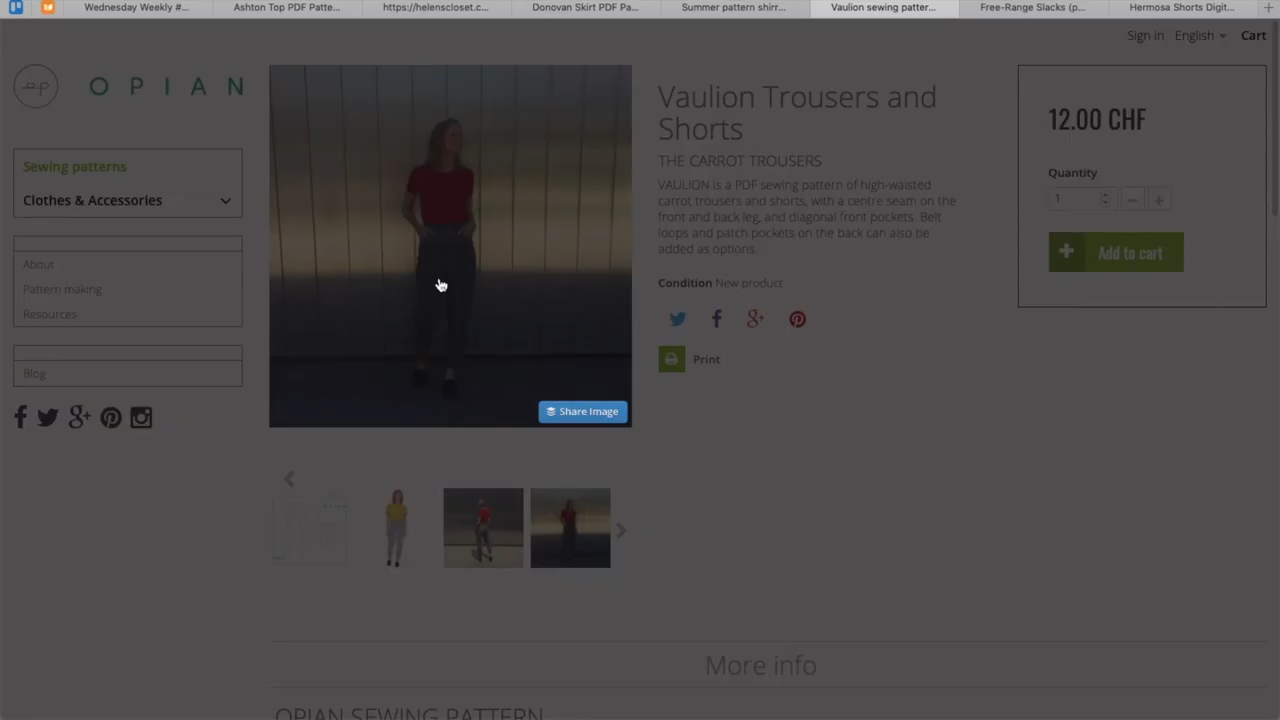 Wednesday Weekly #...
Ashton Top PDF Patte...
https://helenscloset.c...
Donovan Skirt PDF Pa...
Summer pattern shirr...
Vaulion sewing patter...
Free-Range Slacks (p...
Hermosa Shorts Digit...
Sign in English Cart
OPIAN
Sewing patterns
Clothes & Accessories
About
Pattern making
Resources
Blog
Share Image
Vaulion Trousers and
Shorts
THE CARROT TROUSERS
VAULION is a PDF sewing pattern of high-waisted
carrot trousers and shorts, with a centre seam on the
front and back leg, and diagonal front pockets. Belt
loops and patch pockets on the back can also be
added as options.
Condition New product
Print
12.00 CHF
Quantity
1
Add to cart
More info
OPIAN SEWING PATTERN